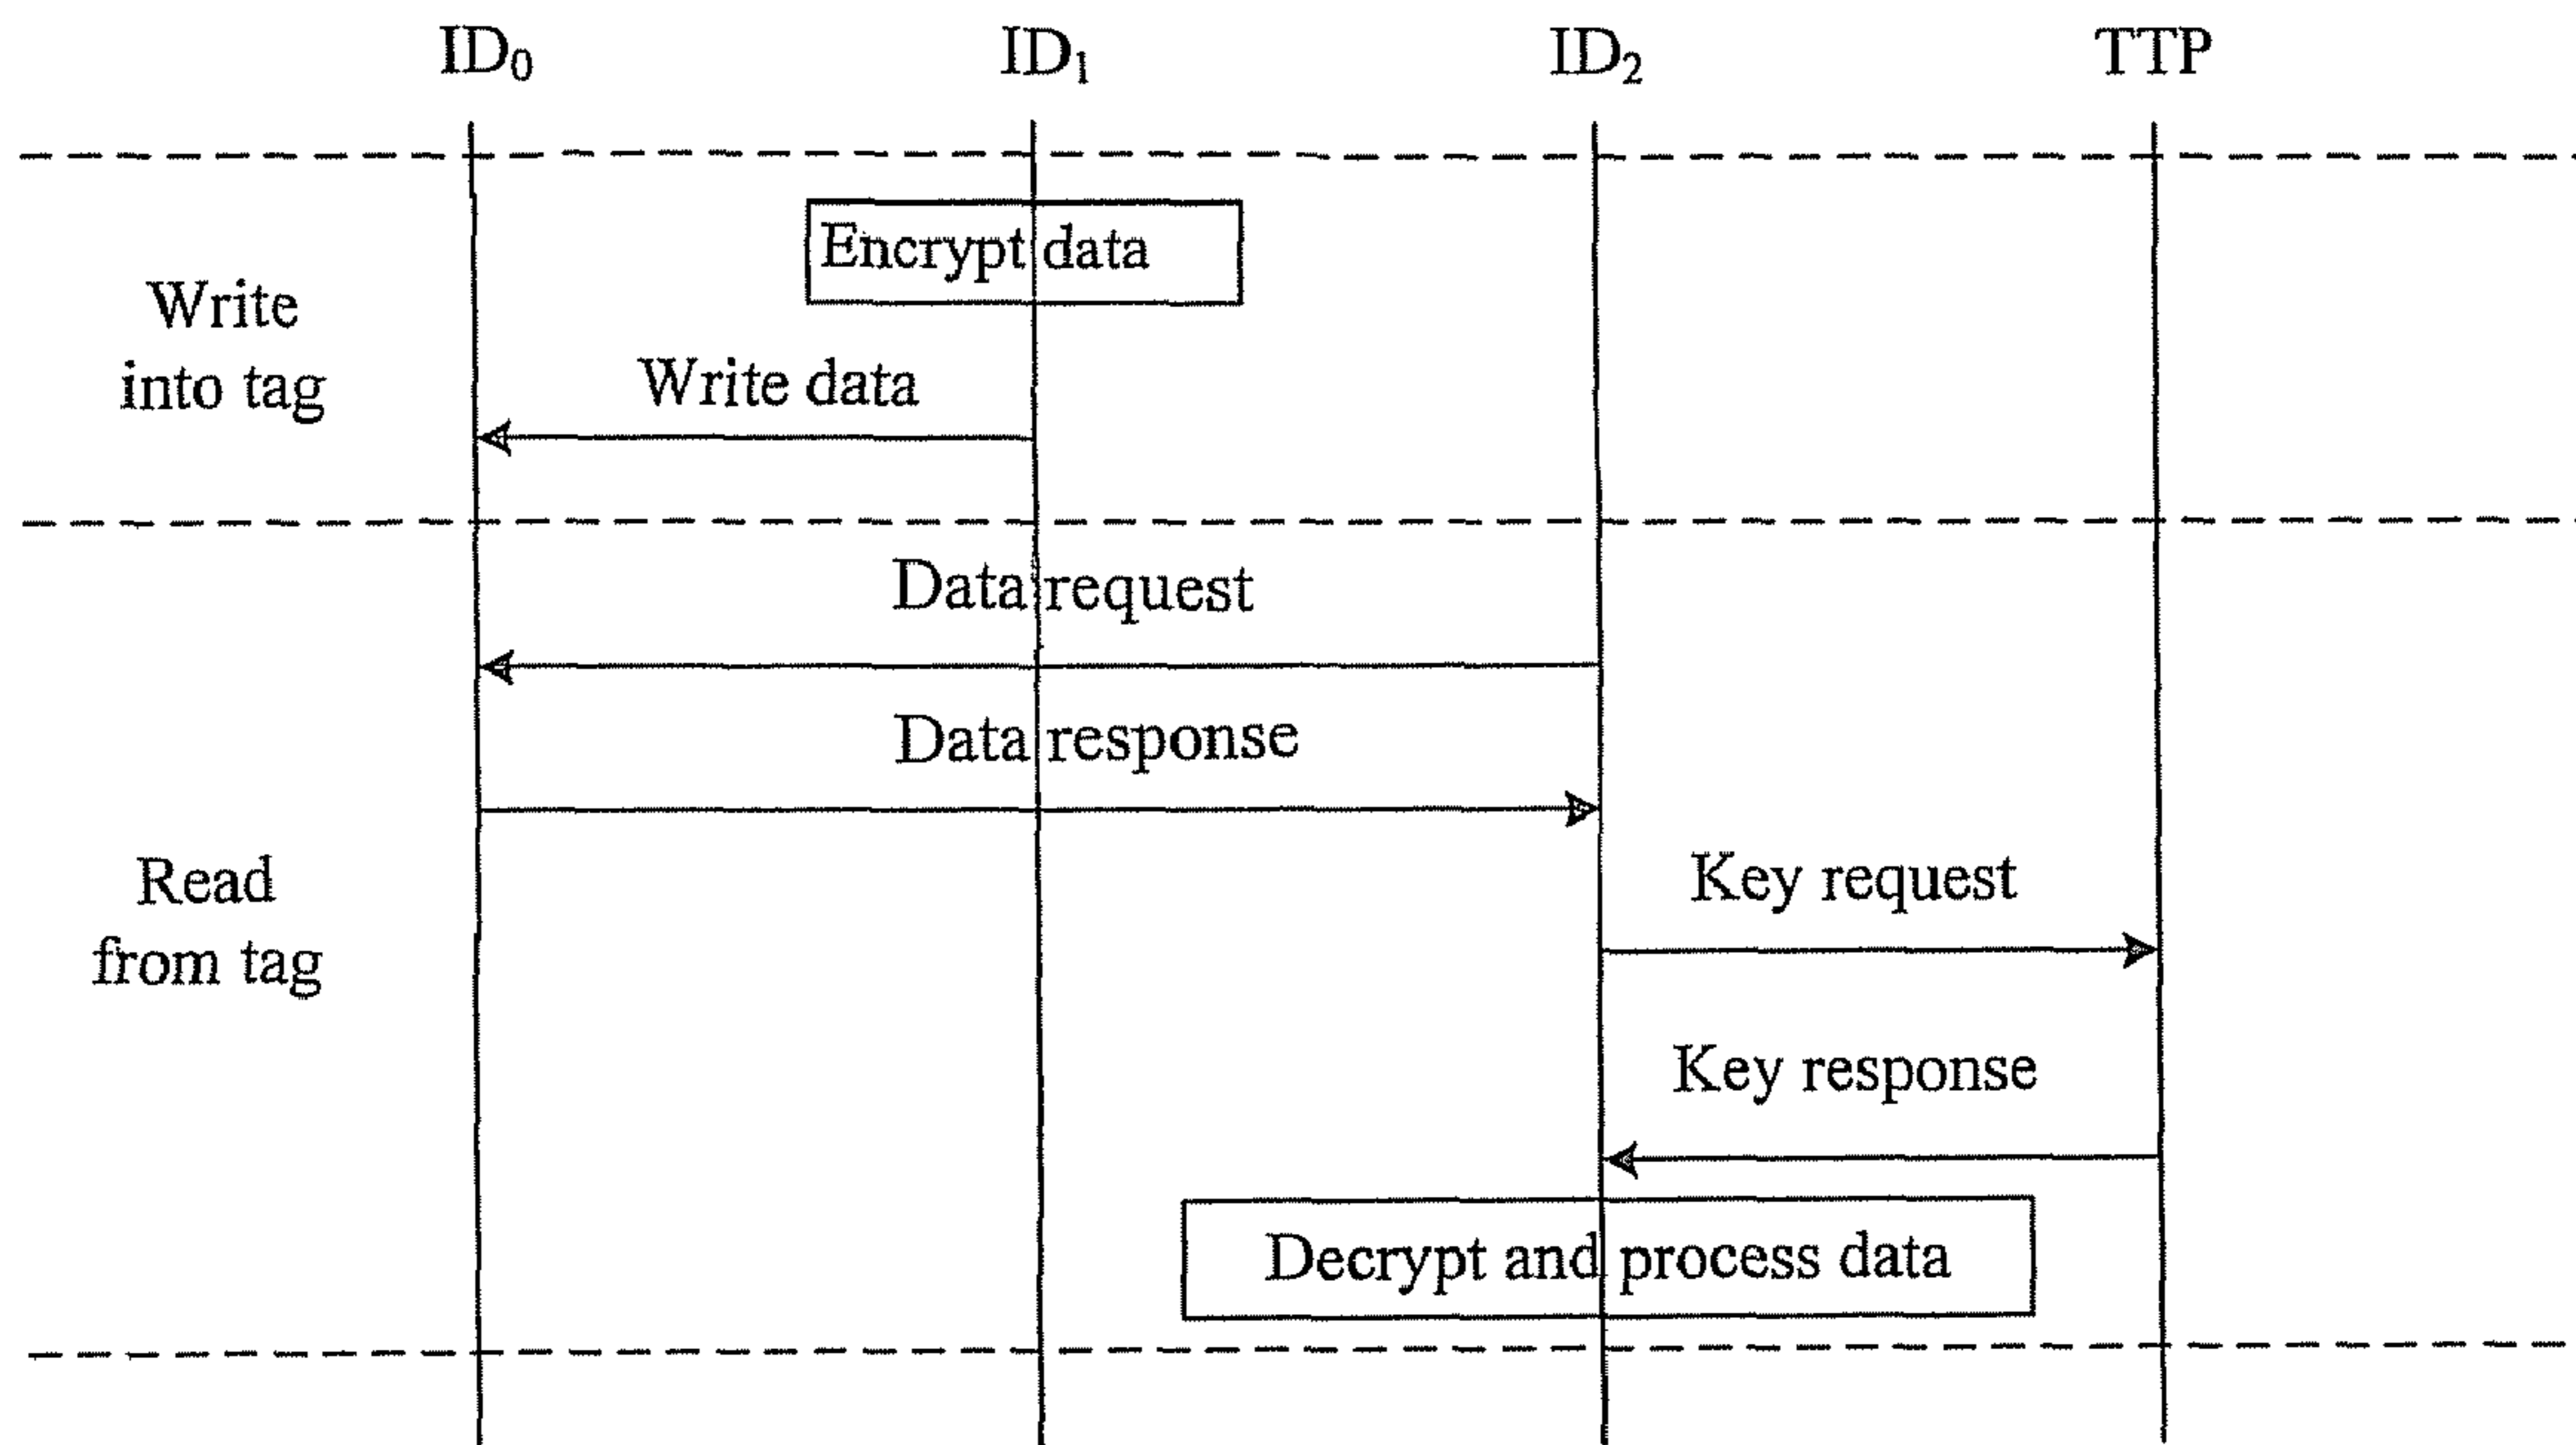 ID₀ ID₁ ID₂ TTP
Encrypt data
Write
into tag
Write data
Data request
Data response
Read
from tag
Key request
Key response
Decrypt and process data